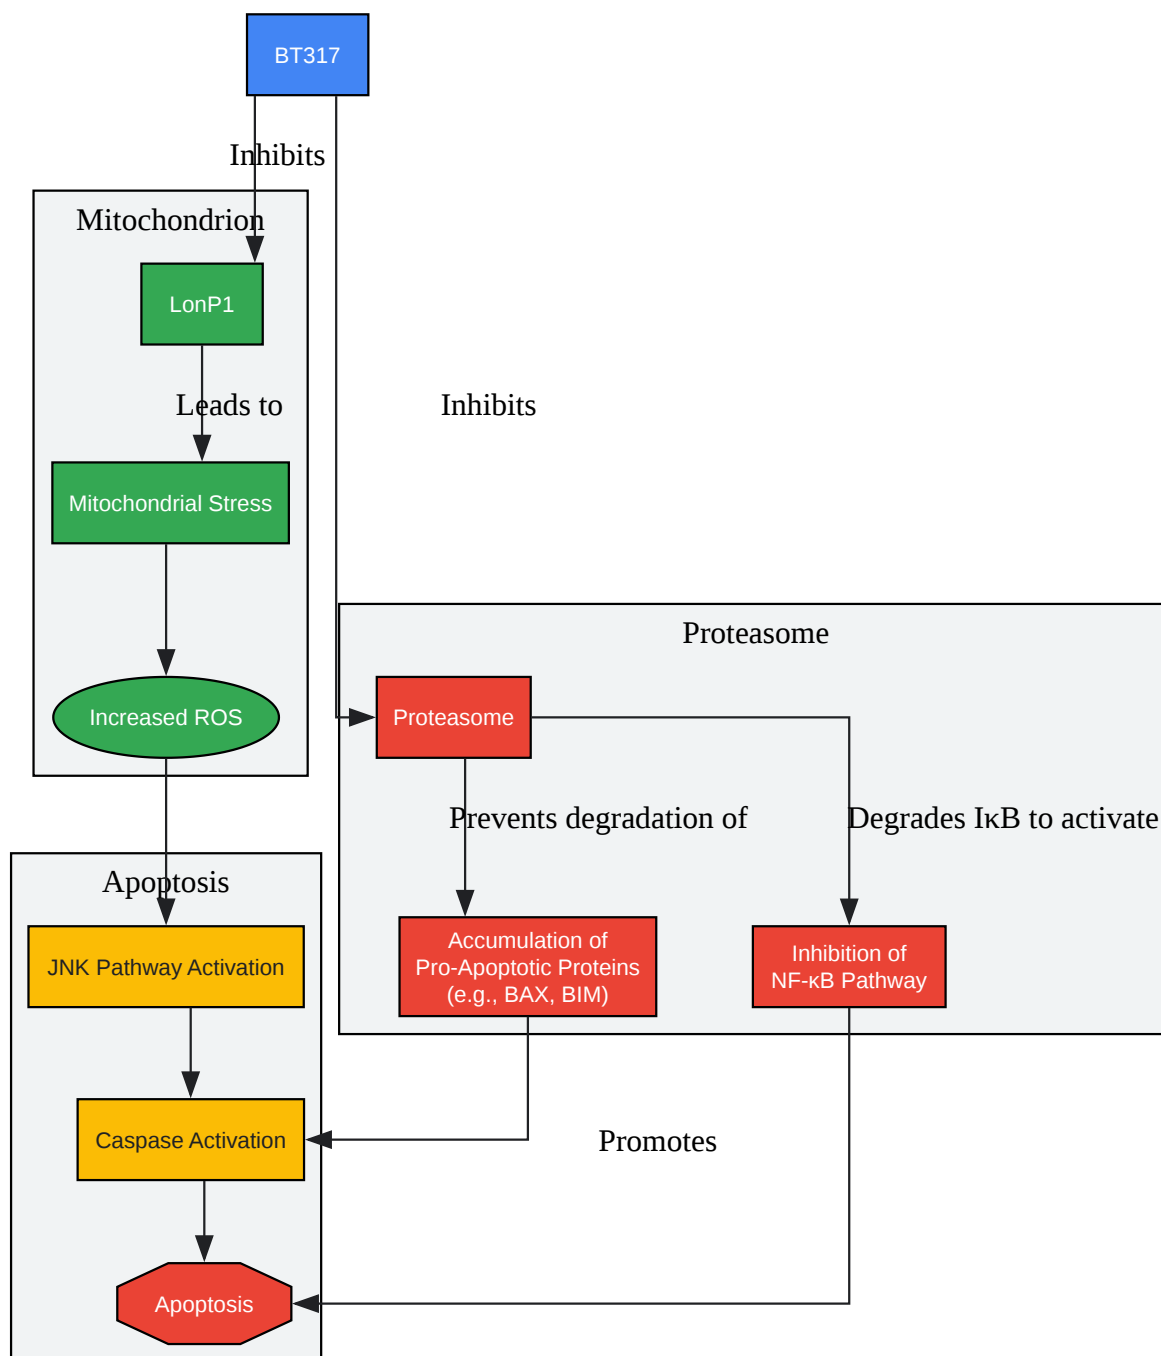 BT317
Inhibits
Mitochondrion
LonP1
Leads to
Inhibits
Mitochondrial Stress
Proteasome
Increased ROS
Proteasome
Prevents degradation of
Degrades IκB to activate
Apoptosis
JNK Pathway Activation
Accumulation of
Pro-Apoptotic Proteins
(e.g., BAX, BIM)
Inhibition of
NF-κB Pathway
Caspase Activation
Promotes
Apoptosis